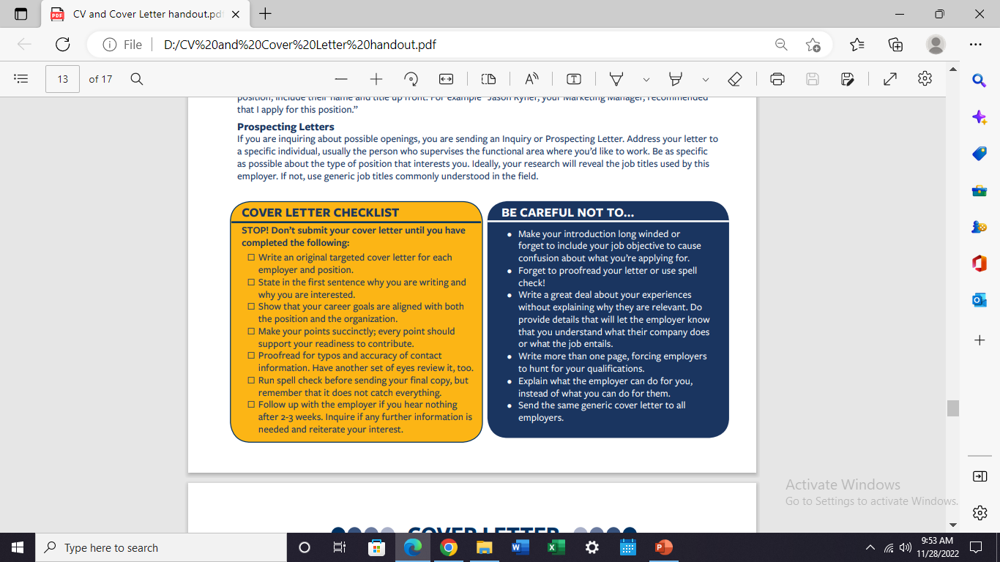 CV and Cover Letter handout.pd
File
D:/CV%20and%20Cover%20Letter%20handout.pdf
13 of 17
position, include their name and title up front. For example "Jason Ryner, your Marketing Manager, recommended
that I apply for this position."
Prospecting Letters
If you are inquiring about possible openings, you are sending an Inquiry or Prospecting Letter. Address your letter to
a specific individual, usually the person who supervises the functional area where you'd like to work. Be as specific
as possible about the type of position that interests you. Ideally, your research will reveal the job titles used by this
employer. If not, use generic job titles commonly understood in the field.
COVER LETTER CHECKLIST
STOP! Don't submit your cover letter until you have
completed the following:
☐ Write an original targeted cover letter for each
employer and position.
☐ State in the first sentence why you are writing and
why you are interested.
☐ Show that your career goals are aligned with both
the position and the organization.
☐ Make your points succinctly; every point should
support your readiness to contribute.
☐ Proofread for typos and accuracy of contact
information. Have another set of eyes review it, too.
☐ Run spell check before sending your final copy, but
remember that it does not catch everything.
☐ Follow up with the employer if you hear nothing
after 2-3 weeks. Inquire if any further information is
needed and reiterate your interest.
BE CAREFUL NOT TO...
• Make your introduction long winded or
forget to include your job objective to cause
confusion about what you're applying for.
• Forget to proofread your letter or use spell
check!
• Write a great deal about your experiences
without explaining why they are relevant. Do
provide details that will let the employer know
that you understand what their company does
or what the job entails.
• Write more than one page, forcing employers
to hunt for your qualifications.
• Explain what the employer can do for you,
instead of what you can do for them.
• Send the same generic cover letter to all
employers.
COVER LETTER
Activate Windows
Go to Settings to activate Windows.
Type here to search
9:53 AM
11/28/2022